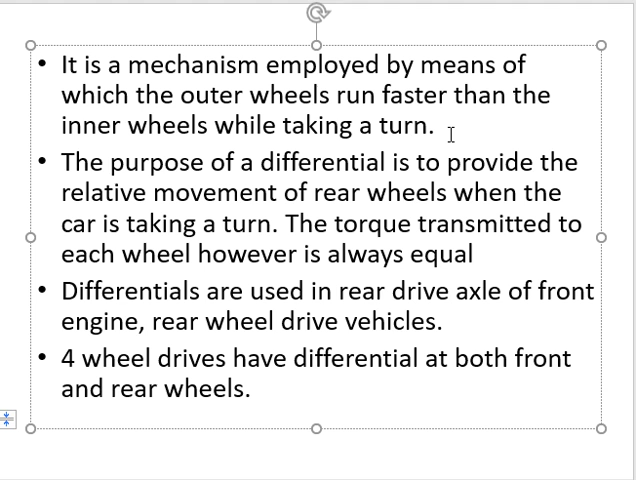 • It is a mechanism employed by means of
which the outer wheels run faster than the
inner wheels while taking a turn.
• The purpose of a differential is to provide the
relative movement of rear wheels when the
car is taking a turn. The torque transmitted to
each wheel however is always equal
• Differentials are used in rear drive axle of front
engine, rear wheel drive vehicles.
• 4 wheel drives have differential at both front
and rear wheels.